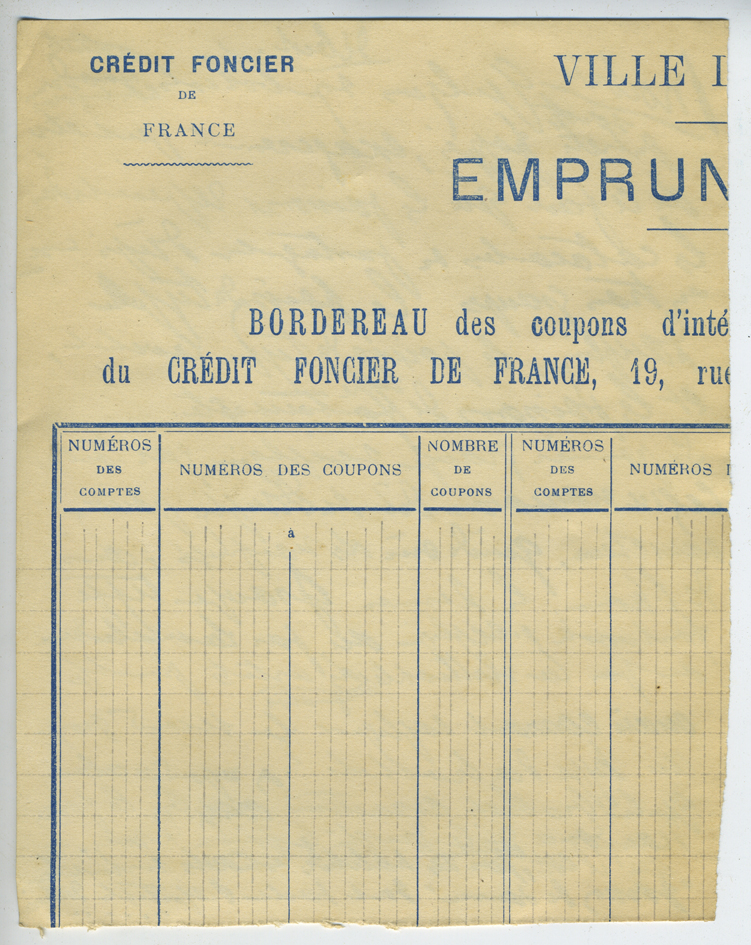 CRÉDIT FONCIER
DE
FRANCE
VILLE
EMPRUN
BORDEREAU des coupons d'inté
du CRÉDIT FONCIER DE FRANCE, 19, rue
NUMÉROS
DES
COMPTES
NUMÉROS DES COUPONS
NOMBRE
DE
COUPONS
NUMÉROS
DES
COMPTES
NUMÉROS
à